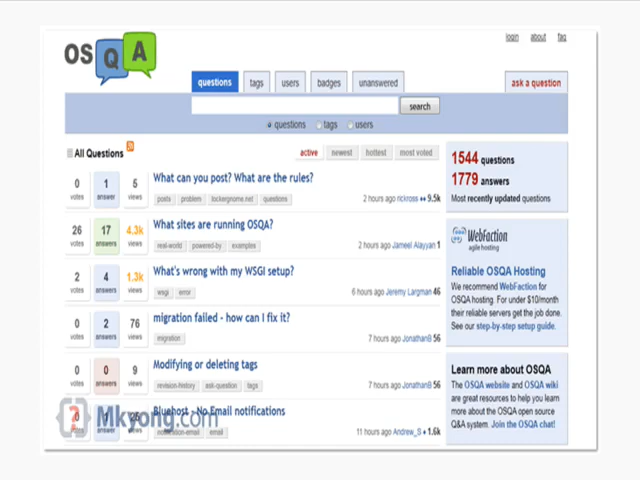 OSQA
login about faq
questions tags users badges unanswered ask a question
search
questions tags users
All Questions active newest hottest most voted
0 votes 1 answer 5 views
What can you post? What are the rules?
posts problem lockergnome.net questions
2 hours ago rickross 9.5k
26 votes 17 answers 4.3k views
What sites are running OSQA?
real-world powered-by examples
2 hours ago Jameel Alayyan 1
2 votes 4 answers 1.3k views
What's wrong with my WSGI setup?
wsgi error
6 hours ago Jeremy Largman 46
0 votes 2 answers 76 views
migration failed - how can I fix it?
migration
7 hours ago JonathanB 56
0 votes 0 answers 9 views
Modifying or deleting tags
revision-history ask-question tags
7 hours ago JonathanB 56
votes views
Bluehost - No Email notifications
notification-email email
11 hours ago Andrew_S 1.6k
Mkyong.com
1544 questions
1779 answers
Most recently updated questions
WebFaction
agile hosting
Reliable OSQA Hosting
We recommend WebFaction for
OSQA hosting. For under $10/month
their reliable servers get the job done.
See our step-by-step setup guide.
Learn more about OSQA
The OSQA website and OSQA wiki
are great resources to help you learn
more about the OSQA open source
Q&A system. Join the OSQA chat!